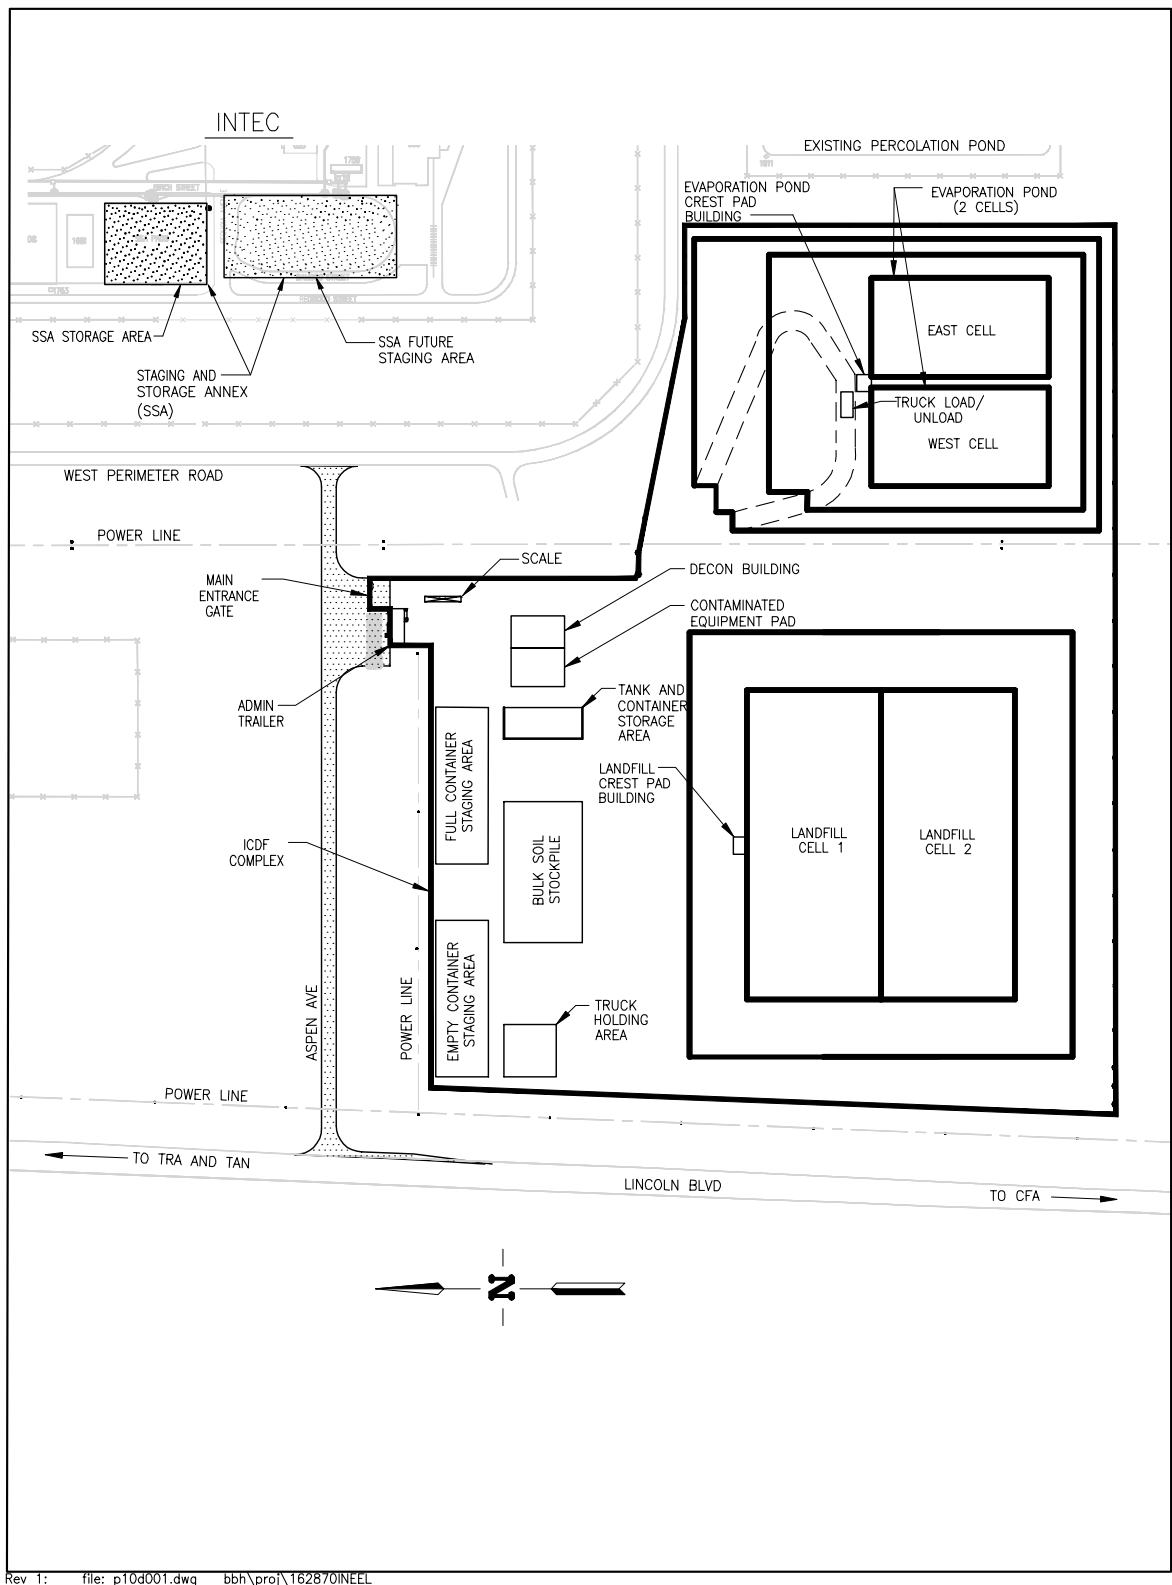 INTEC
EXISTING PERCOLATION POND
EVAPORATION POND
CREST PAD
BUILDING
EVAPORATION POND
(2 CELLS)
SSA STORAGE AREA
SSA FUTURE
STAGING AREA
STAGING AND
STORAGE ANNEX
(SSA)
EAST CELL
TRUCK LOAD/
UNLOAD
WEST CELL
WEST PERIMETER ROAD
POWER LINE
MAIN
ENTRANCE
GATE
SCALE
DECON BUILDING
CONTAMINATED
EQUIPMENT PAD
ADMIN
TRAILER
TANK AND
CONTAINER
STORAGE
AREA
FULL CONTAINER
STAGING AREA
LANDFILL
CREST PAD
BUILDING
ICDF
COMPLEX
BULK SOIL
STOCKPILE
LANDFILL
CELL 1
LANDFILL
CELL 2
EMPTY CONTAINER
STAGING AREA
TRUCK
HOLDING
AREA
ASPEN AVE
POWER LINE
POWER LINE
TO TRA AND TAN
LINCOLN BLVD
TO CFA
N
Rev 1: file: p10d001.dwg bbh\proj\162870INEEL